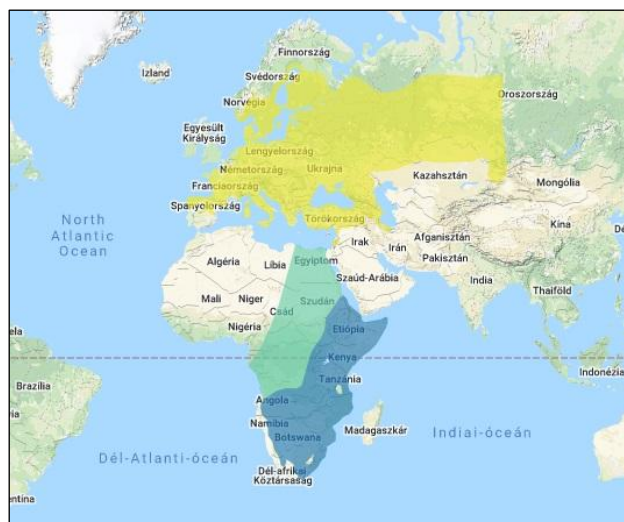 Izland
Finnország
Svédország
Norvégia
Oroszország
Egyesült
Királyság
Lengyelország
Németország
Ukrajna
Franciaország
Kazahsztán
Mongólia
Spanyolország
Törökország
North
Atlantic
Ocean
Afganisztán
Kína
Irak
Irán
Pakisztán
Algéria
Líbia
Egyiptom
Szaúd-Arábia
India
Thaiföld
Mali
Niger
Csád
Szudán
Nigéria
Etiópia
Kenya
Indonézia
Tanzánia
Brazília
Angola
Namíbia
Botswana
Madagaszkár
Indiai-óceán
Dél-Atlanti-óceán
Dél-afrikai
Köztársaság